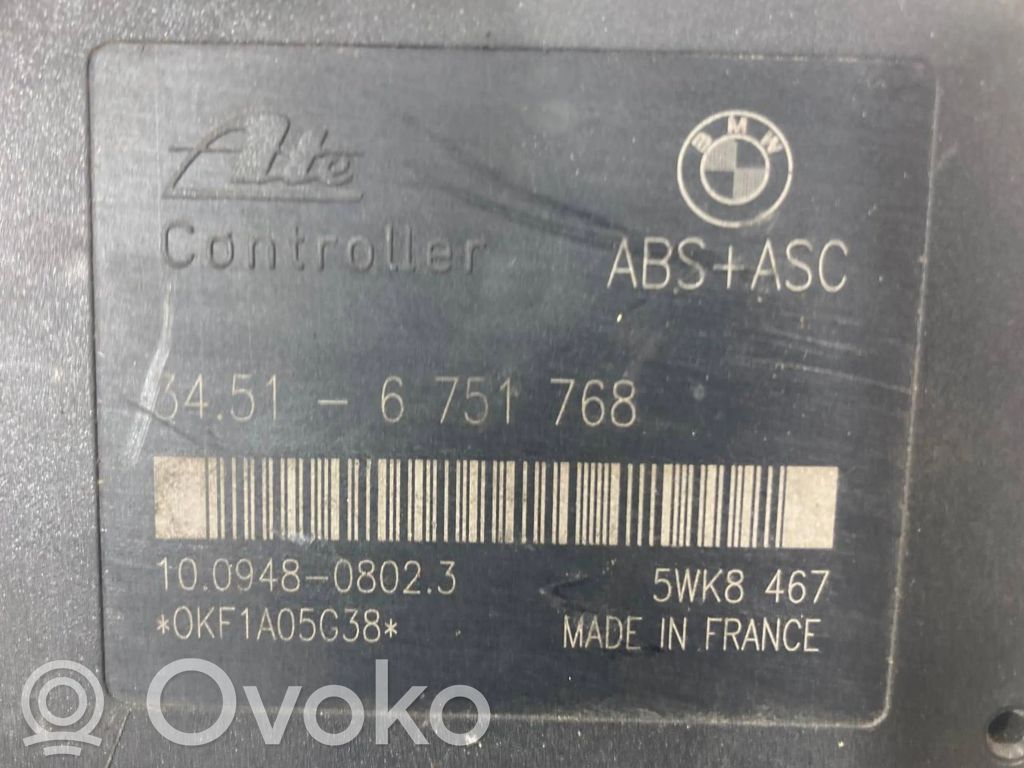 Ate
BMW
Controller
ABS+ASC
34.51 - 6 751 768
10.0948-0802.3
5WK8 467
*0KF1A05G38*
MADE IN FRANCE
Ovoko